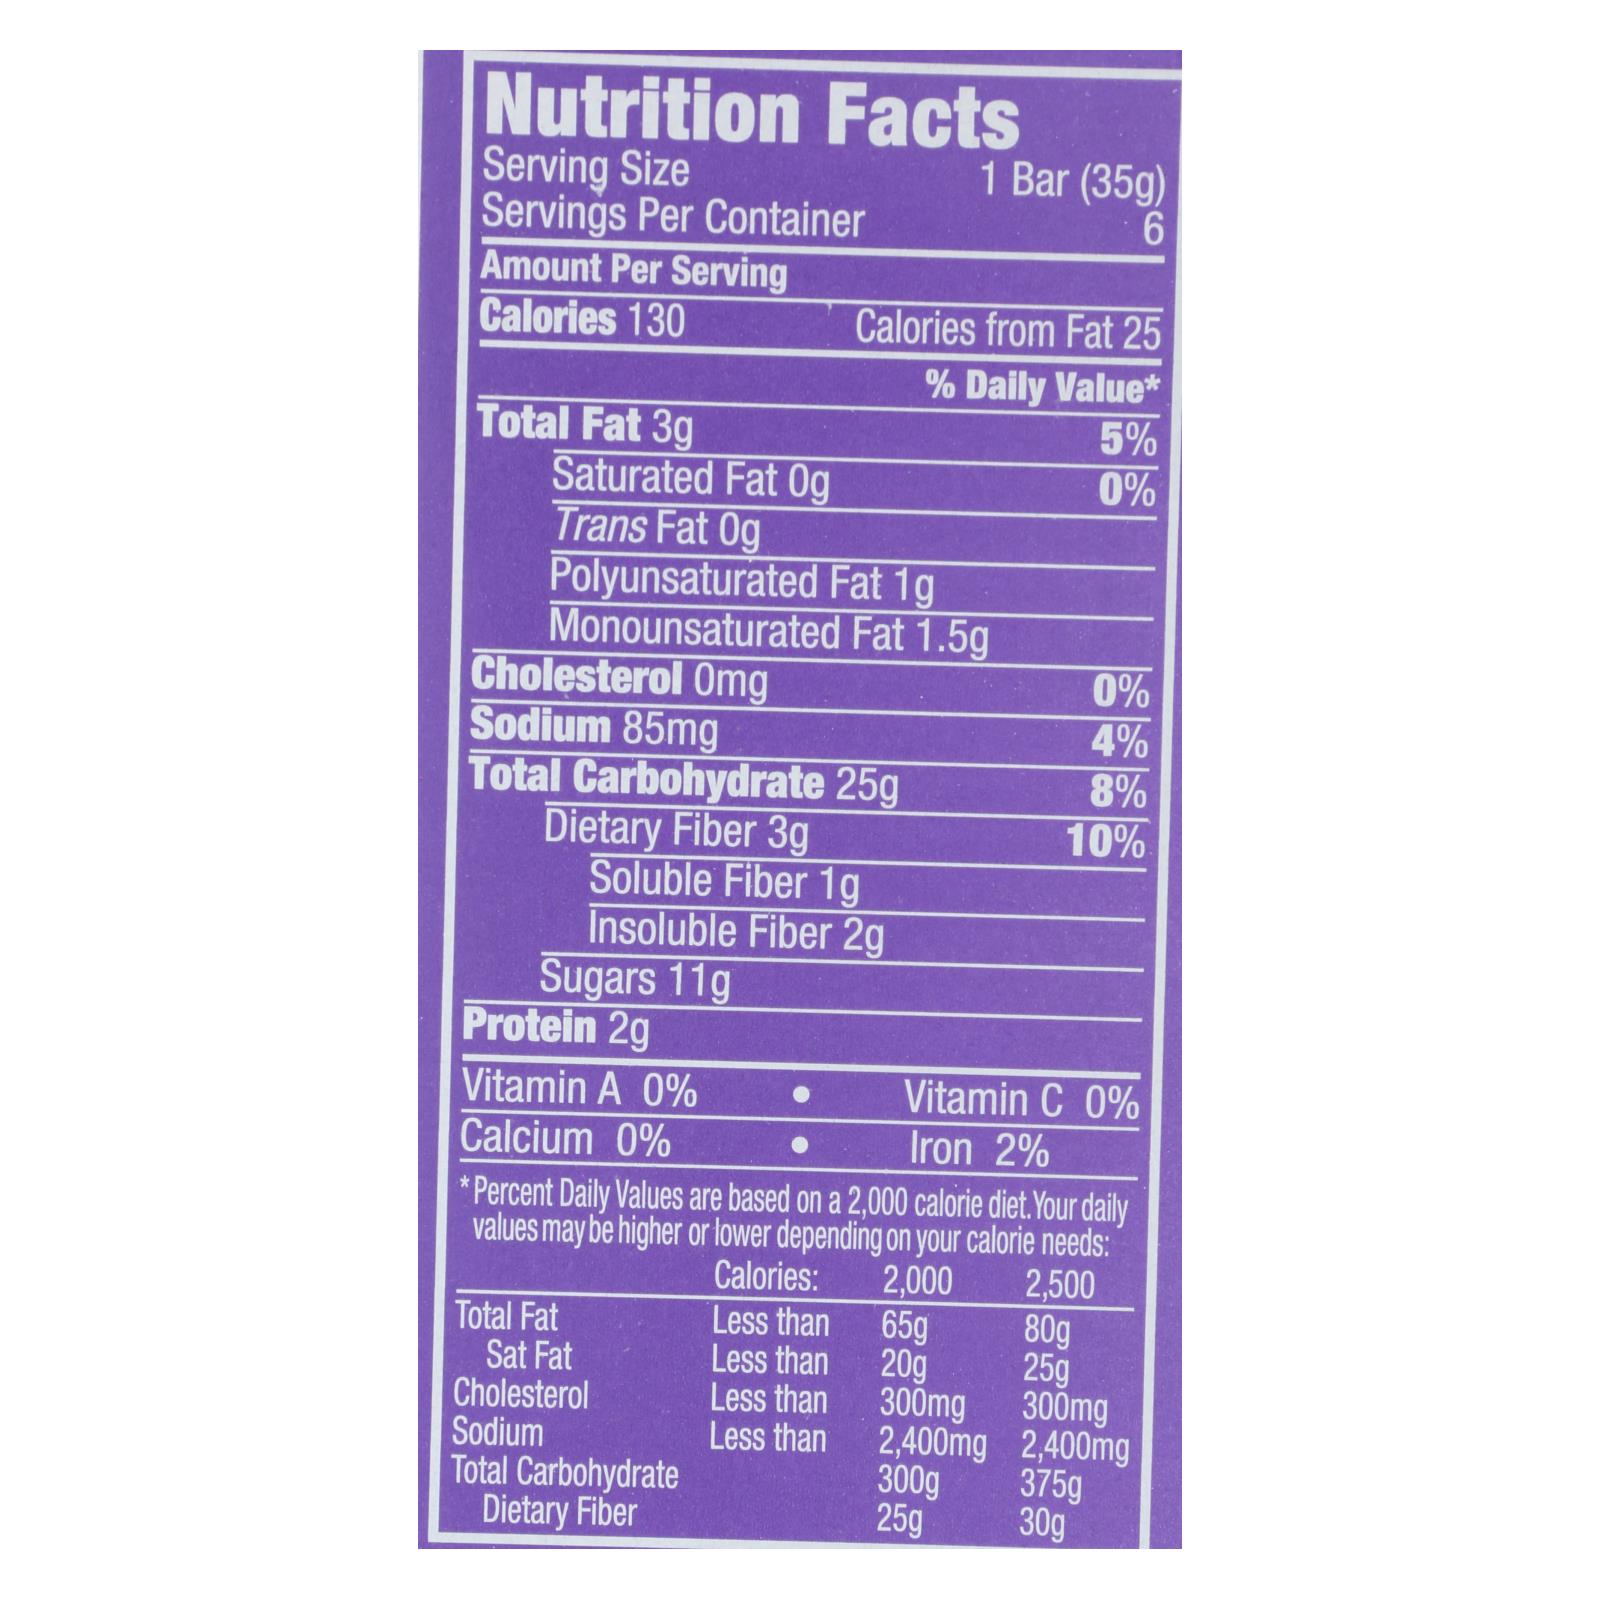 Nutrition Facts
Serving Size 1 Bar (35g)
Servings Per Container 6
Amount Per Serving
Calories 130 Calories from Fat 25
% Daily Value*
Total Fat 3g 5%
Saturated Fat 0g 0%
Trans Fat 0g
Polyunsaturated Fat 1g
Monounsaturated Fat 1.5g
Cholesterol 0mg 0%
Sodium 85mg 4%
Total Carbohydrate 25g 8%
Dietary Fiber 3g 10%
Soluble Fiber 1g
Insoluble Fiber 2g
Sugars 11g
Protein 2g
Vitamin A 0% • Vitamin C 0%
Calcium 0% • Iron 2%
*Percent Daily Values are based on a 2,000 calorie diet. Your daily
values may be higher or lower depending on your calorie needs:
Calories: 2,000 2,500
Total Fat Less than 65g 80g
Sat Fat Less than 20g 25g
Cholesterol Less than 300mg 300mg
Sodium Less than 2,400mg 2,400mg
Total Carbohydrate 300g 375g
Dietary Fiber 25g 30g